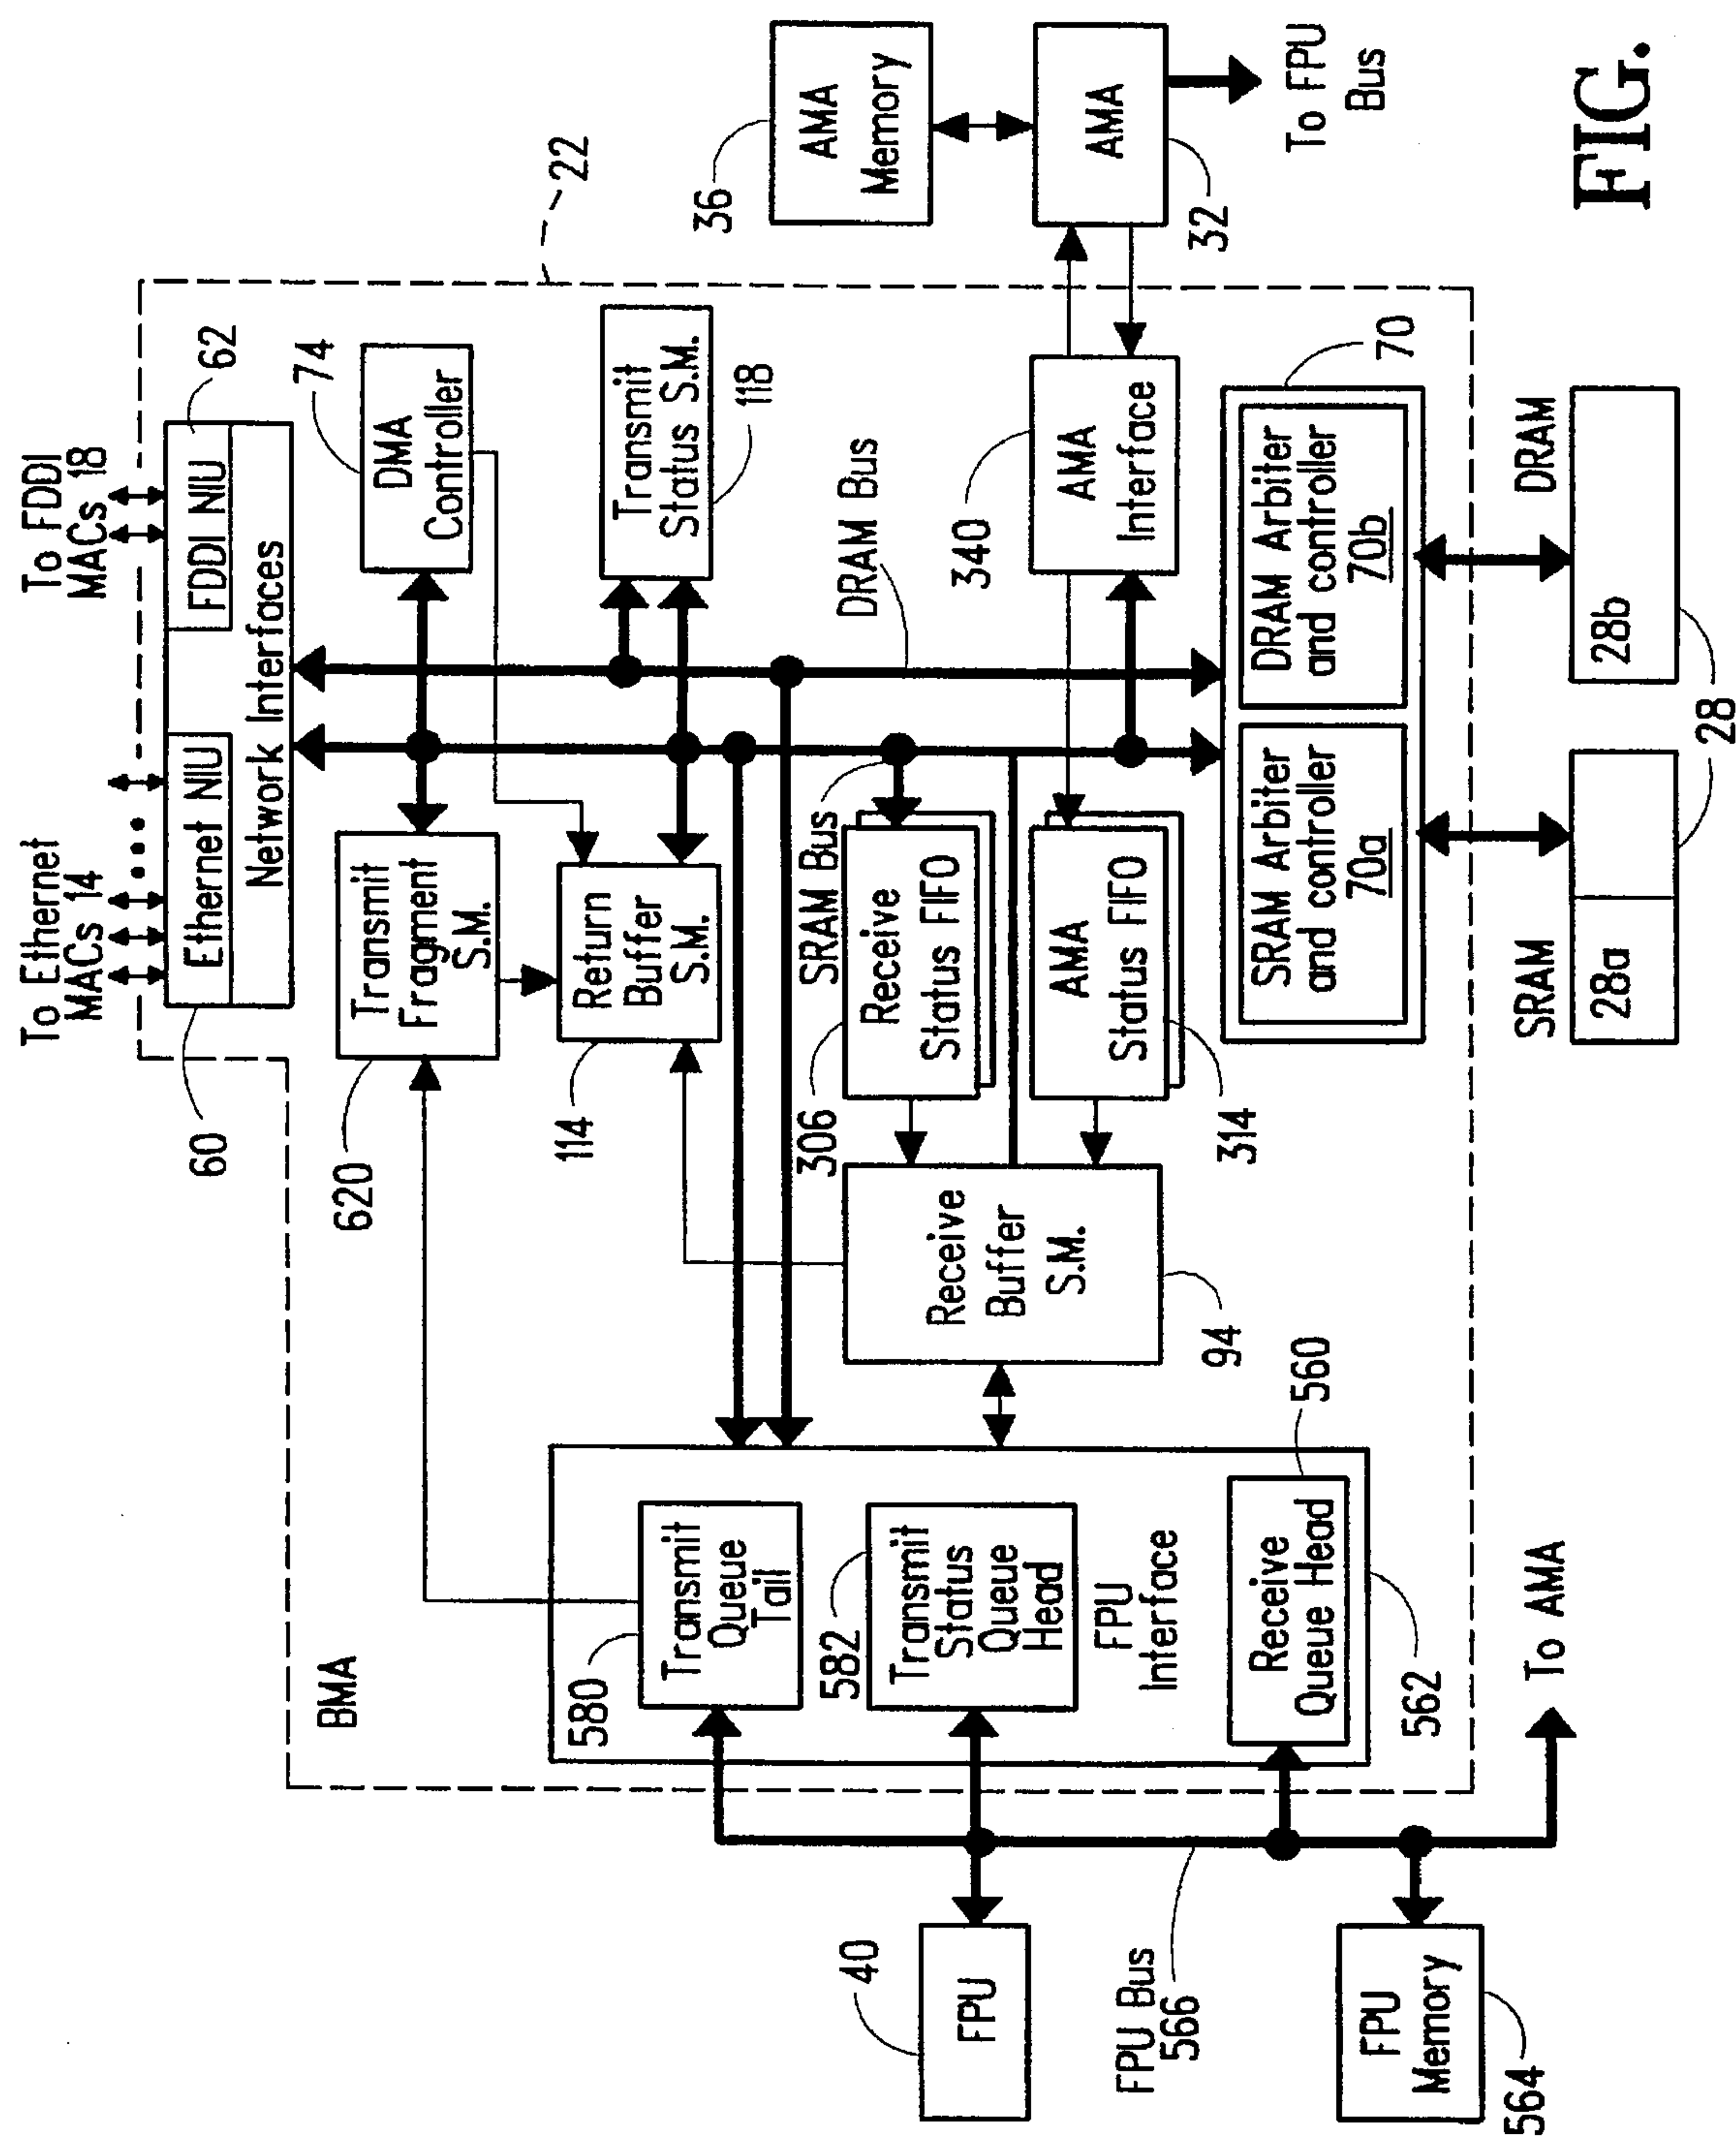 To Ethernet
MACs 14
To FDDI
MACs 18
60
Ethernet NIU
FDDI NIU
62
Network Interfaces
22
BMA
620
Transmit
Fragment
S.M.
74
DMA
Controller
114
Return
Buffer
S.M.
Transmit
Status S.M.
118
36
AMA
Memory
580
Transmit
Queue
Tail
582
Transmit
Status
Queue
Head
FPU
Interface
Receive
Queue Head
560
562
Receive
Buffer
S.M.
94
SRAM Bus
306
Receive
Status FIFO
AMA
Status FIFO
314
DRAM Bus
340
AMA
Interface
AMA
32
To FPU
Bus
40
FPU
FPU Bus
566
FPU
Memory
564
To AMA
SRAM Arbiter
and controller
70a
DRAM Arbiter
and controller
70b
70
SRAM
28a
DRAM
28b
28
FIG.